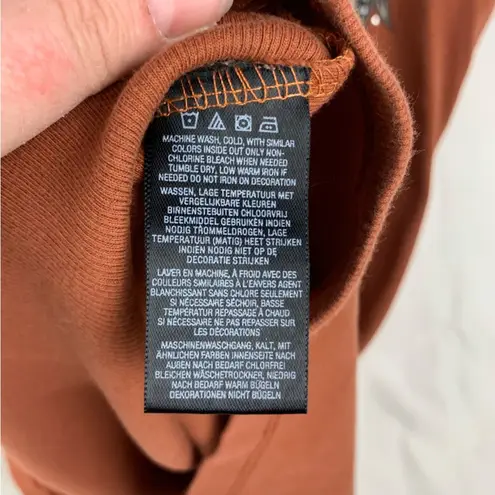 MACHINE WASH, COLD, WITH SIMILAR
COLORS INSIDE OUT ONLY NON-
CHLORINE BLEACH WHEN NEEDED
TUMBLE DRY, LOW WARM IRON IF
NEEDED DO NOT IRON ON DECORATION
WASSEN, LAGE TEMPERATUUR MET
VERGELIJKBARE KLEUREN
BINNENSTEBUITEN CHLOORVRIJ
BLEEKMIDDEL GEBRUIKEN INDIEN
NODIG TROMMELDROGEN, LAGE
TEMPERATUUR (MATIG) HEET STRIJKEN
INDIEN NODIG NIET OP DE
DECORATIE STRIJKEN
LAVER EN MACHINE, À FROID AVEC DES
COULEURS SIMILAIRES À L'ENVERS AGENT
BLANCHISSANT SANS CHLORE SEULEMENT
SI NÉCESSAIRE SÉCHOIR, BASSE
TEMPÉRATUR REPASSAGE À CHAUD
SI NÉCESSAIRE NE PAS REPASSER SUR
LES DÉCORATIONS
MASCHINENWASCHGANG, KALT, MIT
ÄHNLICHEN FARBEN INNENSEITE NACH
AUßEN NACH BEDARF CHLORFREI
BLEICHEN WÄSCHETROCKNER, NIEDRIG
NACH BEDARF WARM BÜGELN
DEKORATIONEN NICHT BÜGELN